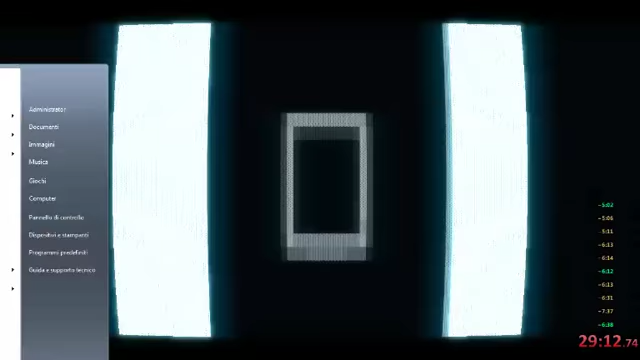 Administrator
Documenti
Immagini
Musica
Giochi
Computer
Pannello di controllo
Dispositivi e stampanti
Programmi predefiniti
Guida e supporto tecnico
-5:02
-5:06
-5:11
-6:13
-6:14
-6:12
-6:13
-6:31
-7:37
-6:38
29:12.74